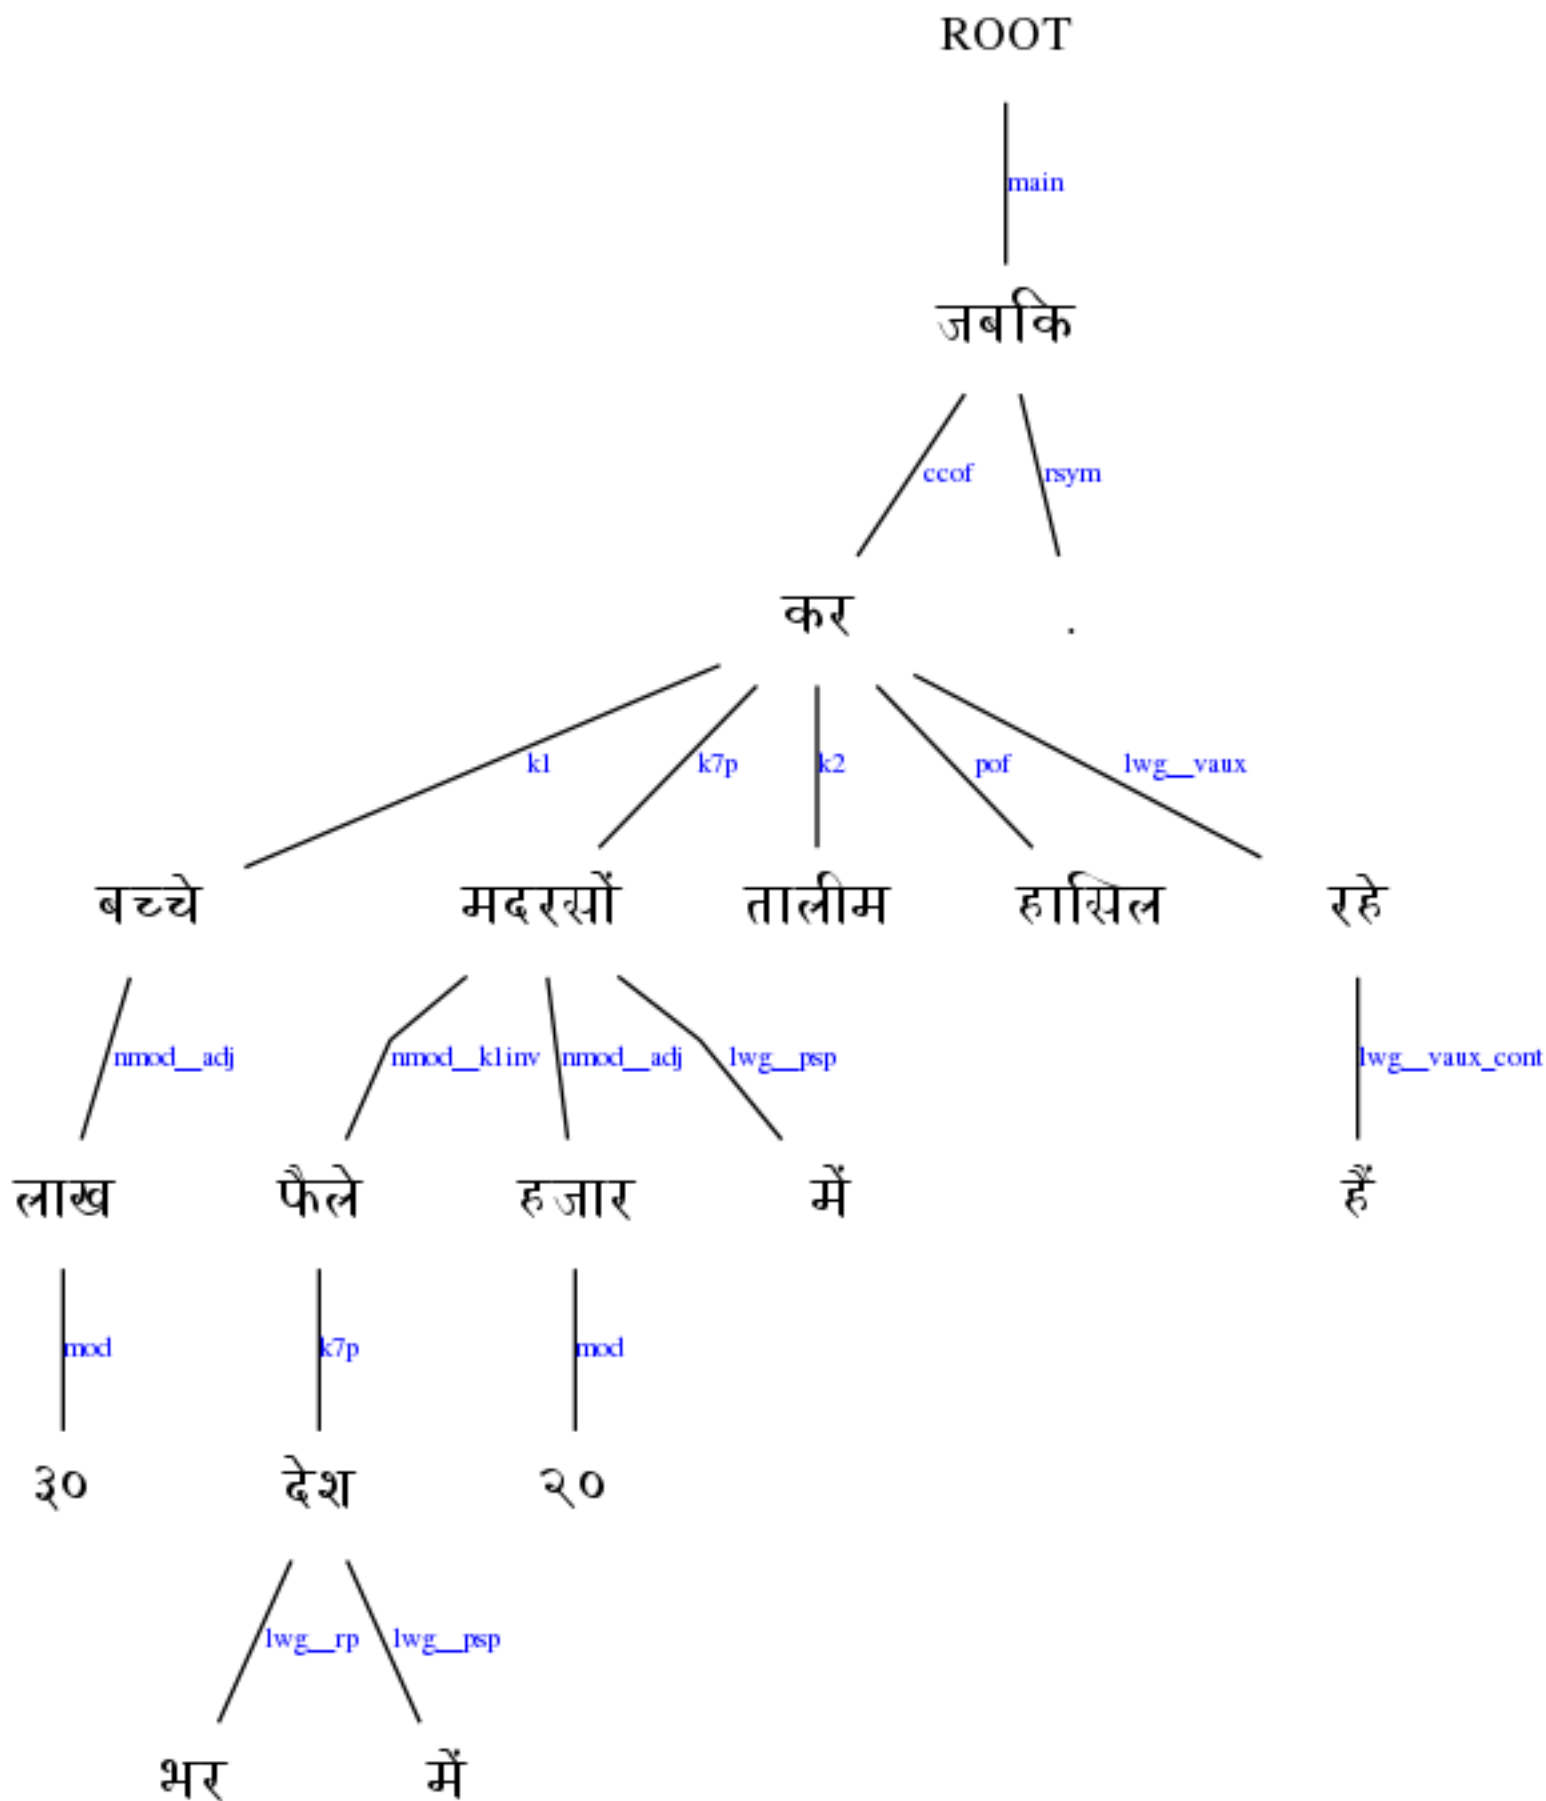 ROOT
main
जबकि
ccof rsym
कर .
k1 k7p k2 pof lwg__vaux
बच्चे मदरसों तालीम हासिल रहे
nmod__adj nmod__k1inv nmod__adj lwg__psp lwg__vaux_cont
लाख फैले हजार में हैं
mod k7p mod
३० देश २०
lwg__rp lwg__psp
भर में